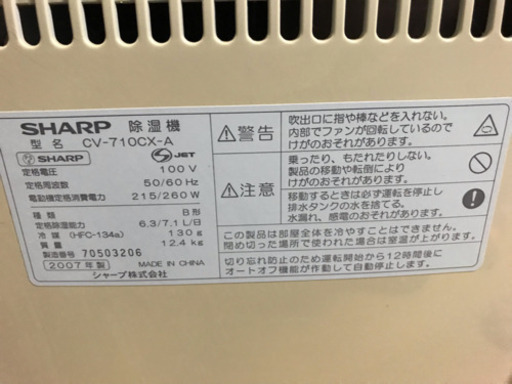 SHARP 除湿機
型名 CV-710CX-A
SHARP S JET
定格電圧 100V
定格周波数 50/60Hz
電動機定格消費電力 215/260W
種類 B形
定格除湿能力 6.3/7.1L/日
冷媒 (HFC-134a) 130g
質量 12.4kg
製造番号 70503206
2007年製 MADE IN CHINA
シャープ株式会社
警告
吹出口に指や棒などを入れない。
内部でファンが回転しているので
けがのおそれがあります。
注意
乗ったり、もたれたりしない。
製品の移動や転倒により
けがのおそれがあります。
移動するときは必ず運転を停止し
排水タンクの水を捨てる。
水漏れ、感電のおそれがあります。
この製品は部屋全体を冷やすことはできません。
閉め切った場所で使われた場合は室温が上がります。
切り忘れ防止のため運転開始から12時間後に
オートオフ機能が作動して自動停止します。